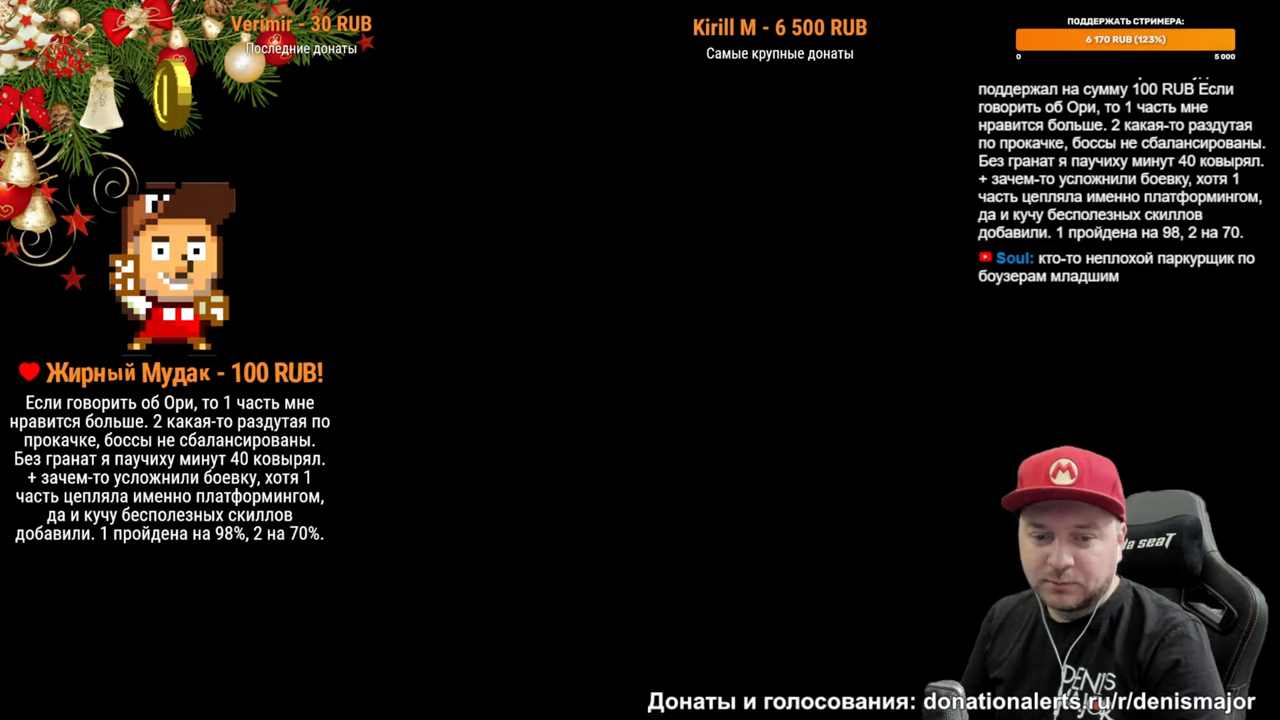 Verimir - 30 RUB
Последние донаты
Kirill M - 6 500 RUB
Самые крупные донаты
ПОДДЕРЖАТЬ СТРИМЕРА:
6 170 RUB (123%)
0
5 000
поддержал на сумму 100 RUB Если
говорить об Ори, то 1 часть мне
нравится больше. 2 какая-то раздутая
по прокачке, боссы не сбалансированы.
Без гранат я паучиху минут 40 ковырял.
+ зачем-то усложнили боевку, хотя 1
часть цепляла именно платформингом,
да и кучу бесполезных скиллов
добавили. 1 пройдена на 98, 2 на 70.
Soul: кто-то неплохой паркурщик по
боузерам младшим
Жирный Мудак - 100 RUB!
Если говорить об Ори, то 1 часть мне
нравится больше. 2 какая-то раздутая по
прокачке, боссы не сбалансированы.
Без гранат я паучиху минут 40 ковырял.
+ зачем-то усложнили боевку, хотя 1
часть цепляла именно платформингом,
да и кучу бесполезных скиллов
добавили. 1 пройдена на 98%, 2 на 70%.
M
seaT
DENIS
MAJOR
Донаты и голосования: donationalerts.ru/r/denismajor